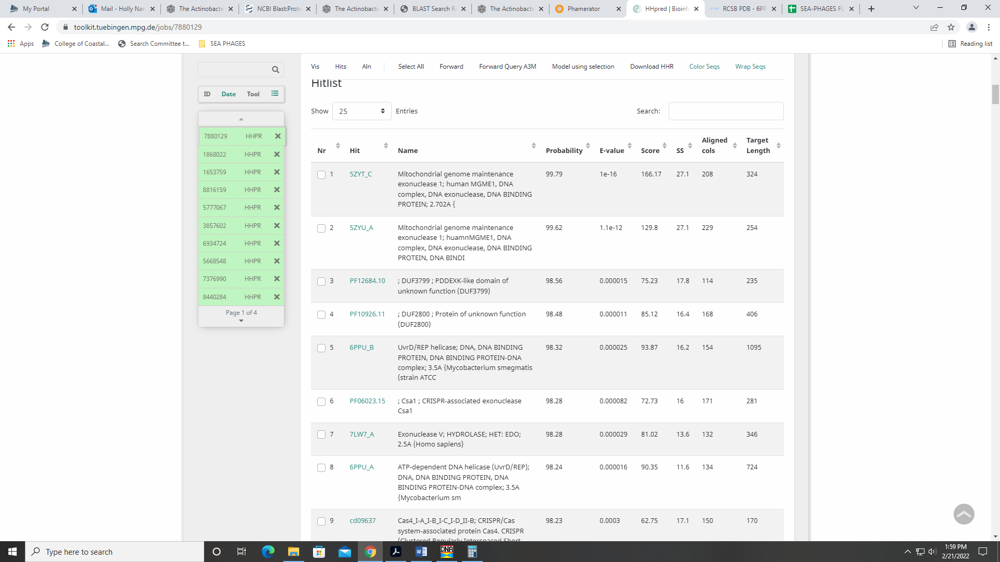 My Portal
Mail - Holly Nan
The Actinobacte
NCBI Blast:Prote
The Actinobacte
BLAST Search Re
The Actinobacte
Phamerator
HHpred | Bioinfo
RCSB PDB - 6PP
SEA-PHAGES FU
toolkit.tuebingen.mpg.de/jobs/7880129
Apps
College of Coastal...
Search Committee t...
SEA PHAGES
Reading list
Vis
Hits
Aln
Select All
Forward
Forward Query A3M
Model using selection
Download HHR
Color Seqs
Wrap Seqs
ID Date Tool
7880129 HHPR
1868022 HHPR
1653759 HHPR
8816159 HHPR
5777067 HHPR
3857602 HHPR
6934724 HHPR
5668548 HHPR
7376990 HHPR
8440284 HHPR
Page 1 of 4
Hitlist
Show 25 Entries
Search:
Nr Hit Name Probability E-value Score SS Aligned cols Target Length
1 5ZYT_C Mitochondrial genome maintenance 99.79 1e-16 166.17 27.1 208 324
exonuclease 1; human MGME1, DNA
complex, DNA exonuclease, DNA BINDING
PROTEIN; 2.702A {
2 5ZYU_A Mitochondrial genome maintenance 99.62 1.1e-12 129.8 27.1 229 254
exonuclease 1; huamnMGME1, DNA
complex, DNA exonuclease, DNA BINDING
PROTEIN, DNA BINDI
3 PF12684.10 ; DUF3799 ; PDDEXK-like domain of 98.56 0.000015 75.23 17.8 114 235
unknown function (DUF3799)
4 PF10926.11 ; DUF2800 ; Protein of unknown function 98.48 0.000011 85.12 16.4 168 406
(DUF2800)
5 6PPU_B UvrD/REP helicase; DNA, DNA BINDING 98.32 0.000025 93.87 16.2 154 1095
PROTEIN, DNA BINDING PROTEIN-DNA
complex; 3.5A {Mycobacterium smegmatis
(strain ATCC
6 PF06023.15 ; Csa1 ; CRISPR-associated exonuclease 98.28 0.000082 72.73 16 171 281
Csa1
7 7LW7_A Exonuclease V; HYDROLASE; HET: EDO; 98.28 0.000029 81.02 13.6 132 346
2.5A {Homo sapiens}
8 6PPU_A ATP-dependent DNA helicase (UvrD/REP); 98.24 0.000016 90.35 11.6 134 724
DNA, DNA BINDING PROTEIN, DNA
BINDING PROTEIN-DNA complex; 3.5A
{Mycobacterium sm
9 cd09637 Cas4_I-A_I-B_I-C_I-D_II-B; CRISPR/Cas 98.23 0.0003 62.75 17.1 150 170
system-associated protein Cas4. CRISPR
(Clustered Regularly Interspaced Short
Type here to search
DNA
1:59 PM
2/21/2022